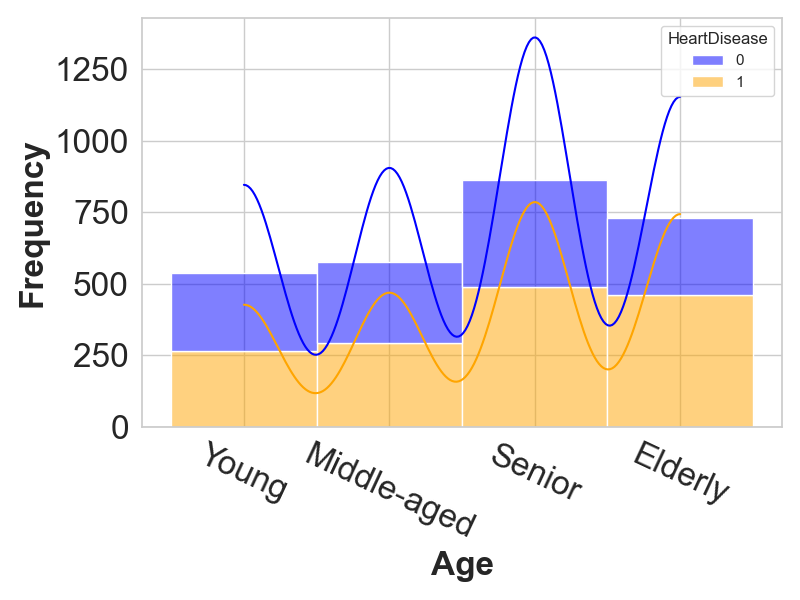 HeartDisease
0
1
1250
1000
750
500
250
0
Frequency
Young
Middle-aged
Senior
Elderly
Age